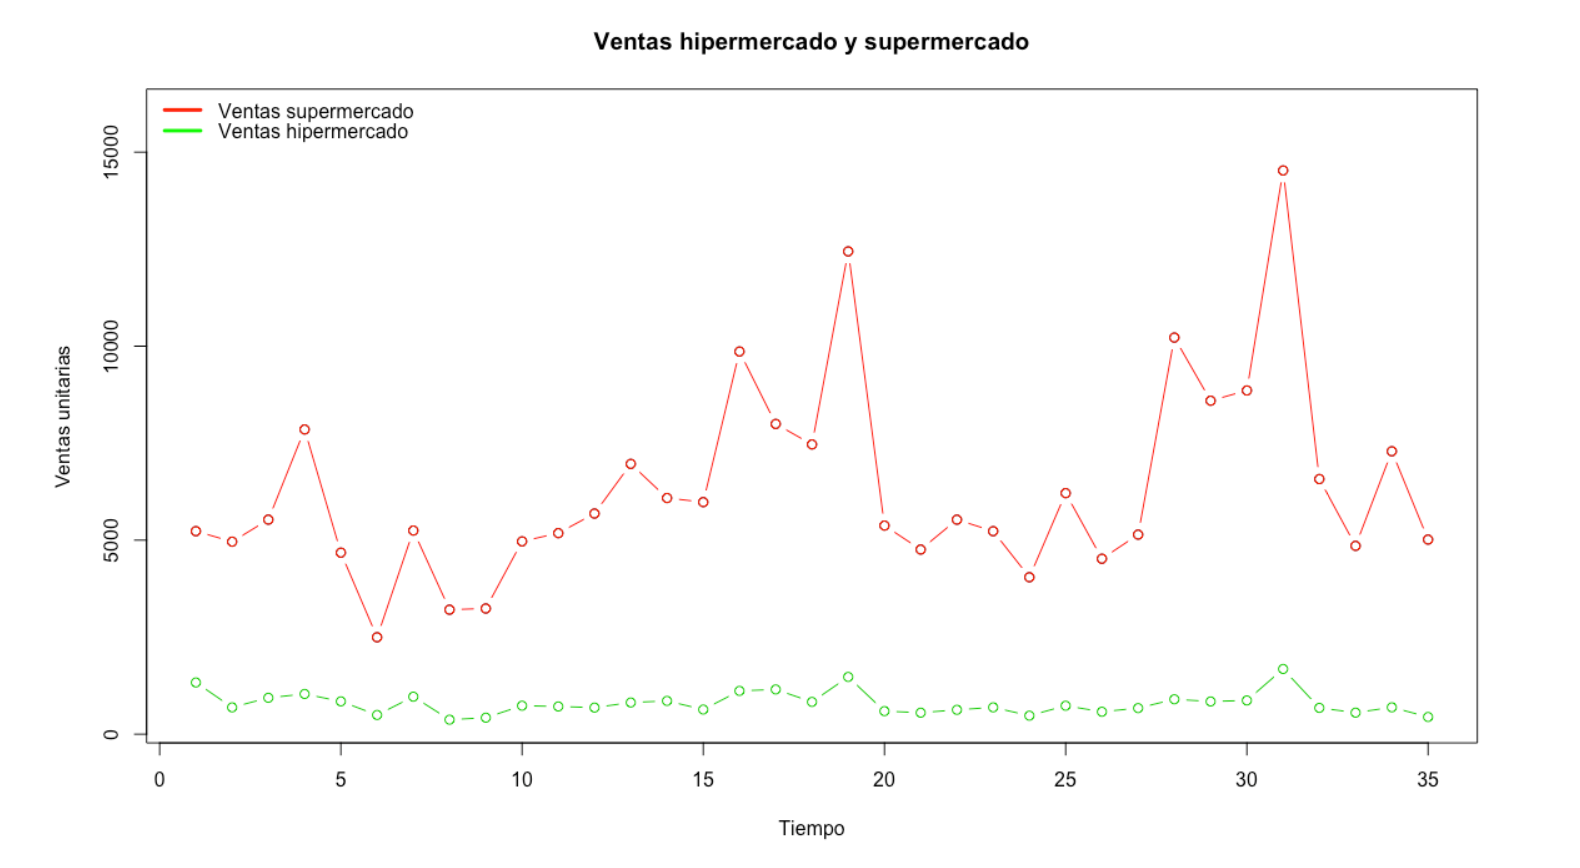 Ventas hipermercado y supermercado
Ventas supermercado
Ventas hipermercado
15000
10000
5000
0
Ventas unitarias
0 5 10 15 20 25 30 35
Tiempo